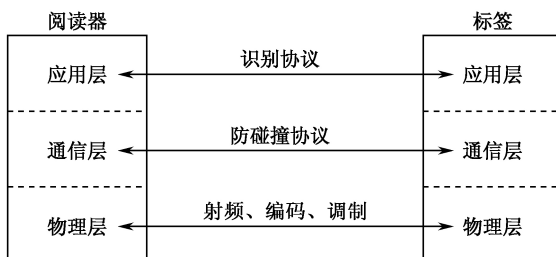 阅读器
标签
识别协议
应用层
应用层
防碰撞协议
通信层
通信层
射频、编码、调制
物理层
物理层